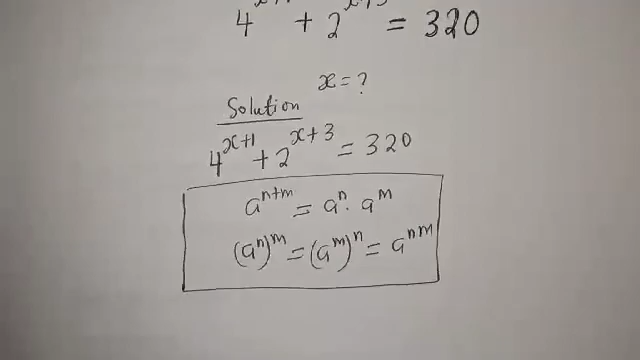 4^{x+1} + 2^{x+3} = 320
x = ?
Solution
4^{x+1} + 2^{x+3} = 320
a^{n+m} = a^n · a^m
(a^n)^m = (a^m)^n = a^{nm}